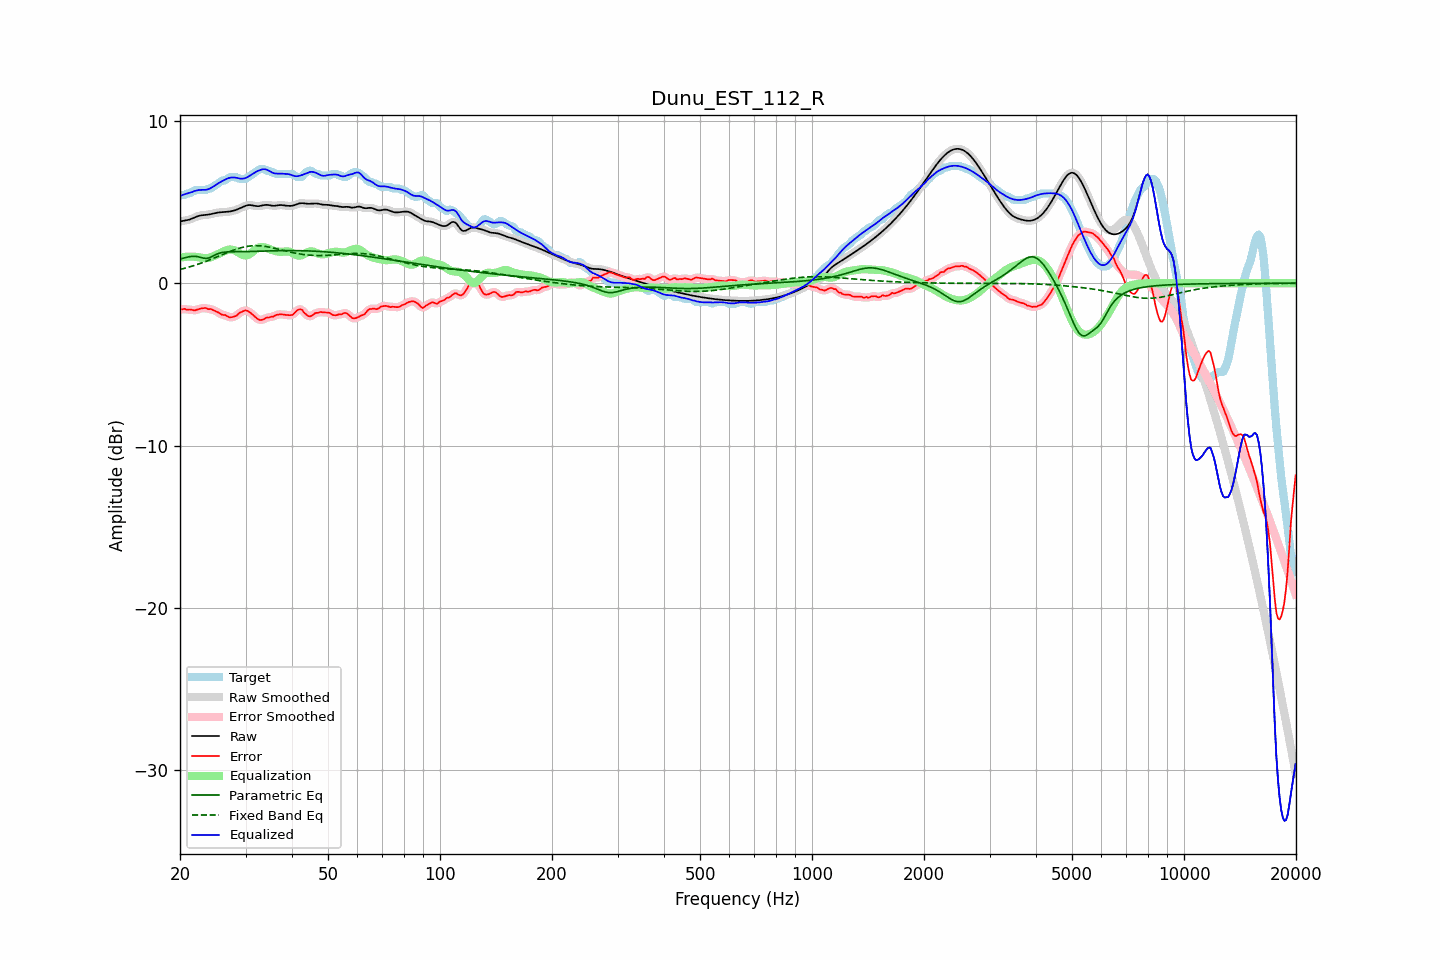 Dunu_EST_112_R
Amplitude (dBr)
10
0
−10
−20
−30
Target
Raw Smoothed
Error Smoothed
Raw
Error
Equalization
Parametric Eq
Fixed Band Eq
Equalized
20 50 100 200 500 1000 2000 5000 10000 20000
Frequency (Hz)